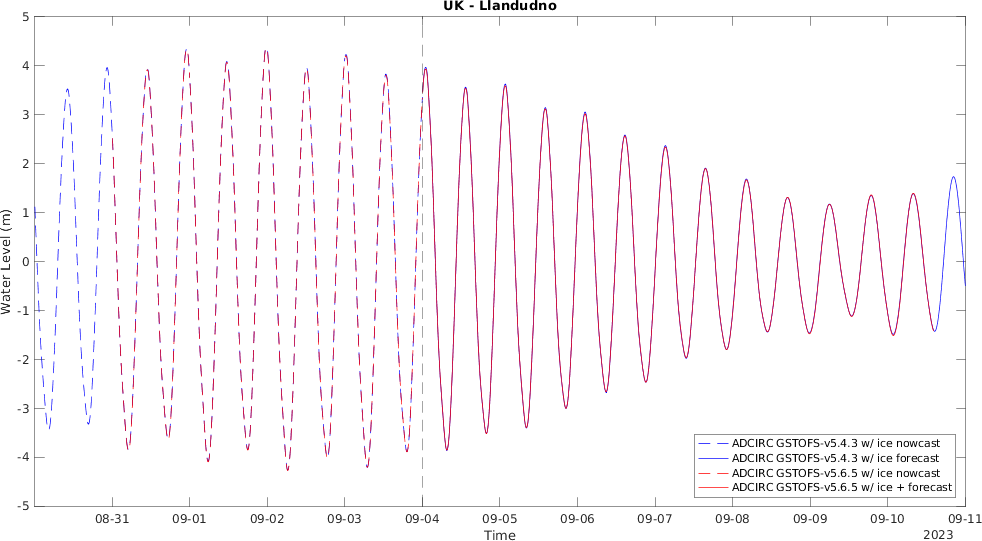 UK - Llandudno
5
4
3
2
1
0
-1
-2
-3
-4
-5
Water Level (m)
ADCIRC GSTOFS-v5.4.3 w/ ice nowcast
ADCIRC GSTOFS-v5.4.3 w/ ice forecast
ADCIRC GSTOFS-v5.6.5 w/ ice nowcast
ADCIRC GSTOFS-v5.6.5 w/ ice + forecast
08-31 09-01 09-02 09-03 09-04 09-05 09-06 09-07 09-08 09-09 09-10 09-11
Time
2023